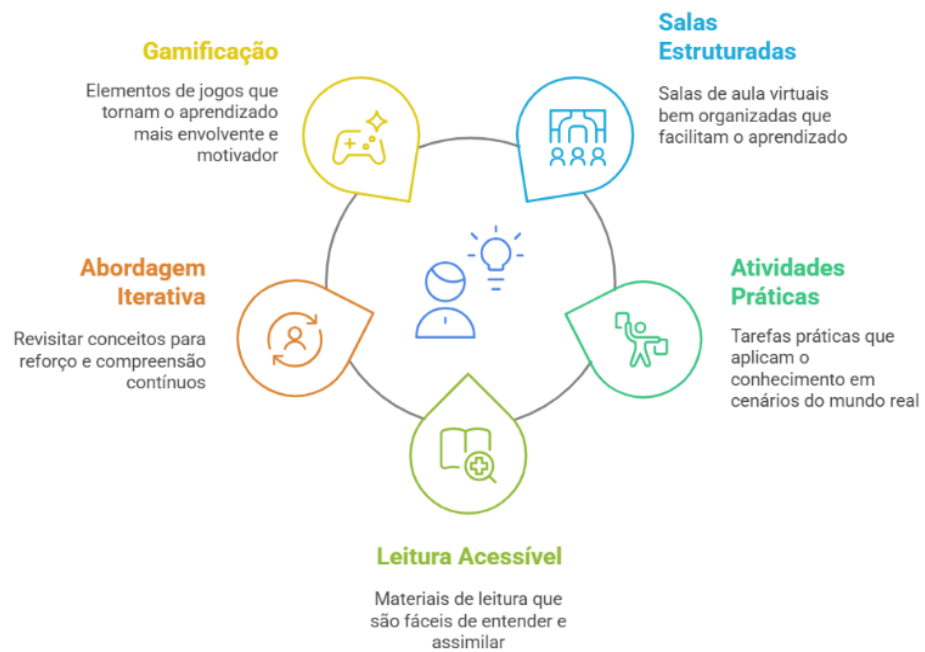 Gamificação
Elementos de jogos que
tornam o aprendizado
mais envolvente e
motivador
Salas
Estruturadas
Salas de aula virtuais
bem organizadas que
facilitam o aprendizado
Abordagem
Iterativa
Revisitar conceitos para
reforço e compreensão
contínuos
Atividades
Práticas
Tarefas práticas que
aplicam o
conhecimento em
cenários do mundo real
Leitura Acessível
Materiais de leitura que
são fáceis de entender e
assimilar